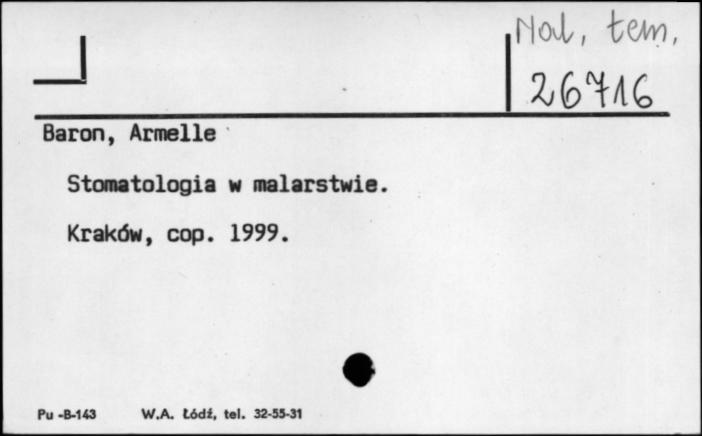 Nal, tem,
26716
Baron, Armelle
Stomatologia w malarstwie.
Kraków, cop. 1999.
Pu-B-143 W.A. Łódź, tel. 32-55-31